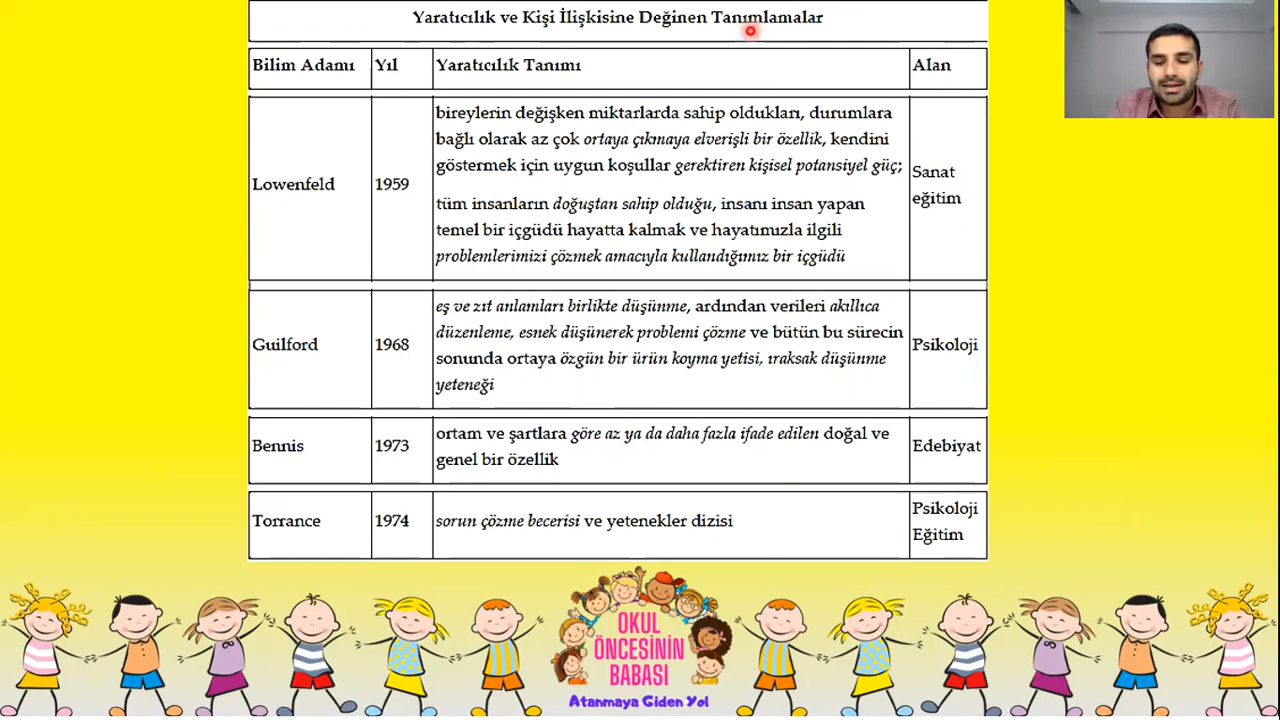 Yaratıcılık ve Kişi İlişkisine Değinen Tanımlamalar
Bilim Adamı Yıl Yaratıcılık Tanımı Alan
bireylerin değişken miktarlarda sahip oldukları, durumlara
bağlı olarak az çok ortaya çıkmaya elverişli bir özellik, kendini
göstermek için uygun koşullar gerektiren kişisel potansiyel güç;
tüm insanların doğuştan sahip olduğu, insanı insan yapan
temel bir içgüdü hayatta kalmak ve hayatımızla ilgili
problemlerimizi çözmek amacıyla kullandığımız bir içgüdü
Lowenfeld 1959
Sanat
eğitim
eş ve zıt anlamları birlikte düşünme, ardından verileri akıllıca
düzenleme, esnek düşünerek problemi çözme ve bütün bu sürecin
sonunda ortaya özgün bir ürün koyma yetisi, ıraksak düşünme
yeteneği
Guilford 1968
Psikoloji
ortam ve şartlara göre az ya da daha fazla ifade edilen doğal ve
genel bir özellik
Bennis 1973
Edebiyat
Torrance 1974 sorun çözme becerisi ve yetenekler dizisi
Psikoloji
Eğitim
OKUL
ÖNCESİNİN
BABASI
Atanmaya Giden Yol